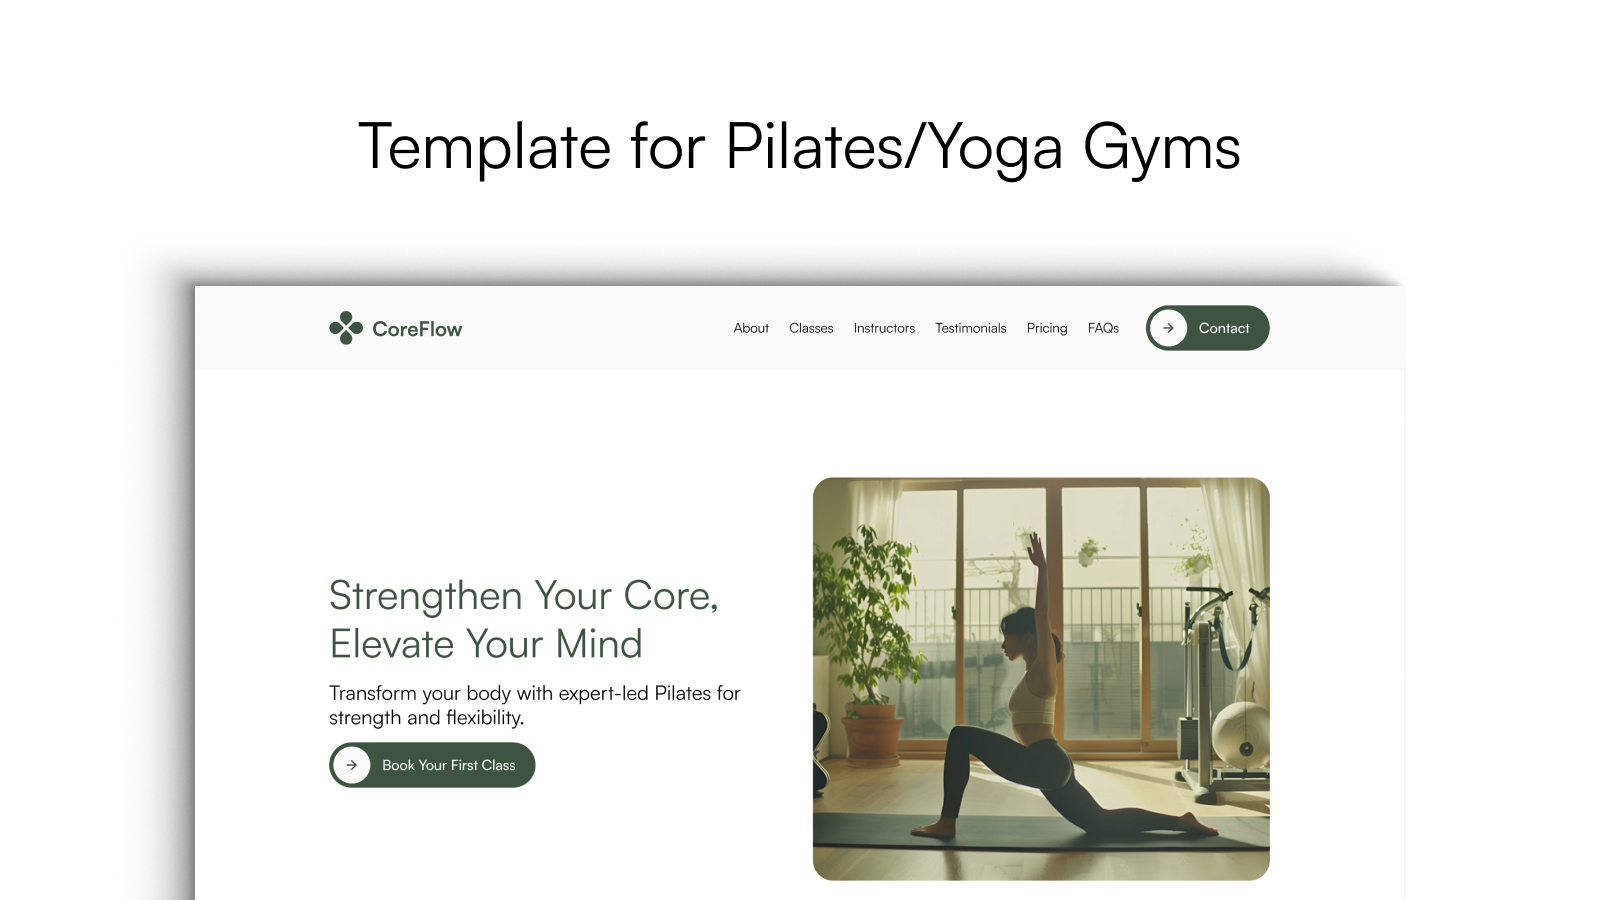 Template for Pilates/Yoga Gyms
CoreFlow
About Classes Instructors Testimonials Pricing FAQs Contact
Strengthen Your Core,
Elevate Your Mind
Transform your body with expert-led Pilates for
strength and flexibility.
Book Your First Class